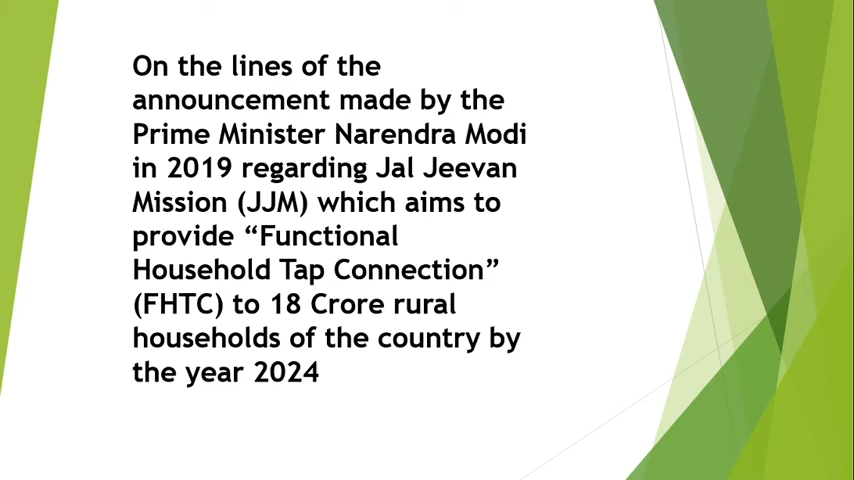 On the lines of the
announcement made by the
Prime Minister Narendra Modi
in 2019 regarding Jal Jeevan
Mission (JJM) which aims to
provide “Functional
Household Tap Connection”
(FHTC) to 18 Crore rural
households of the country by
the year 2024